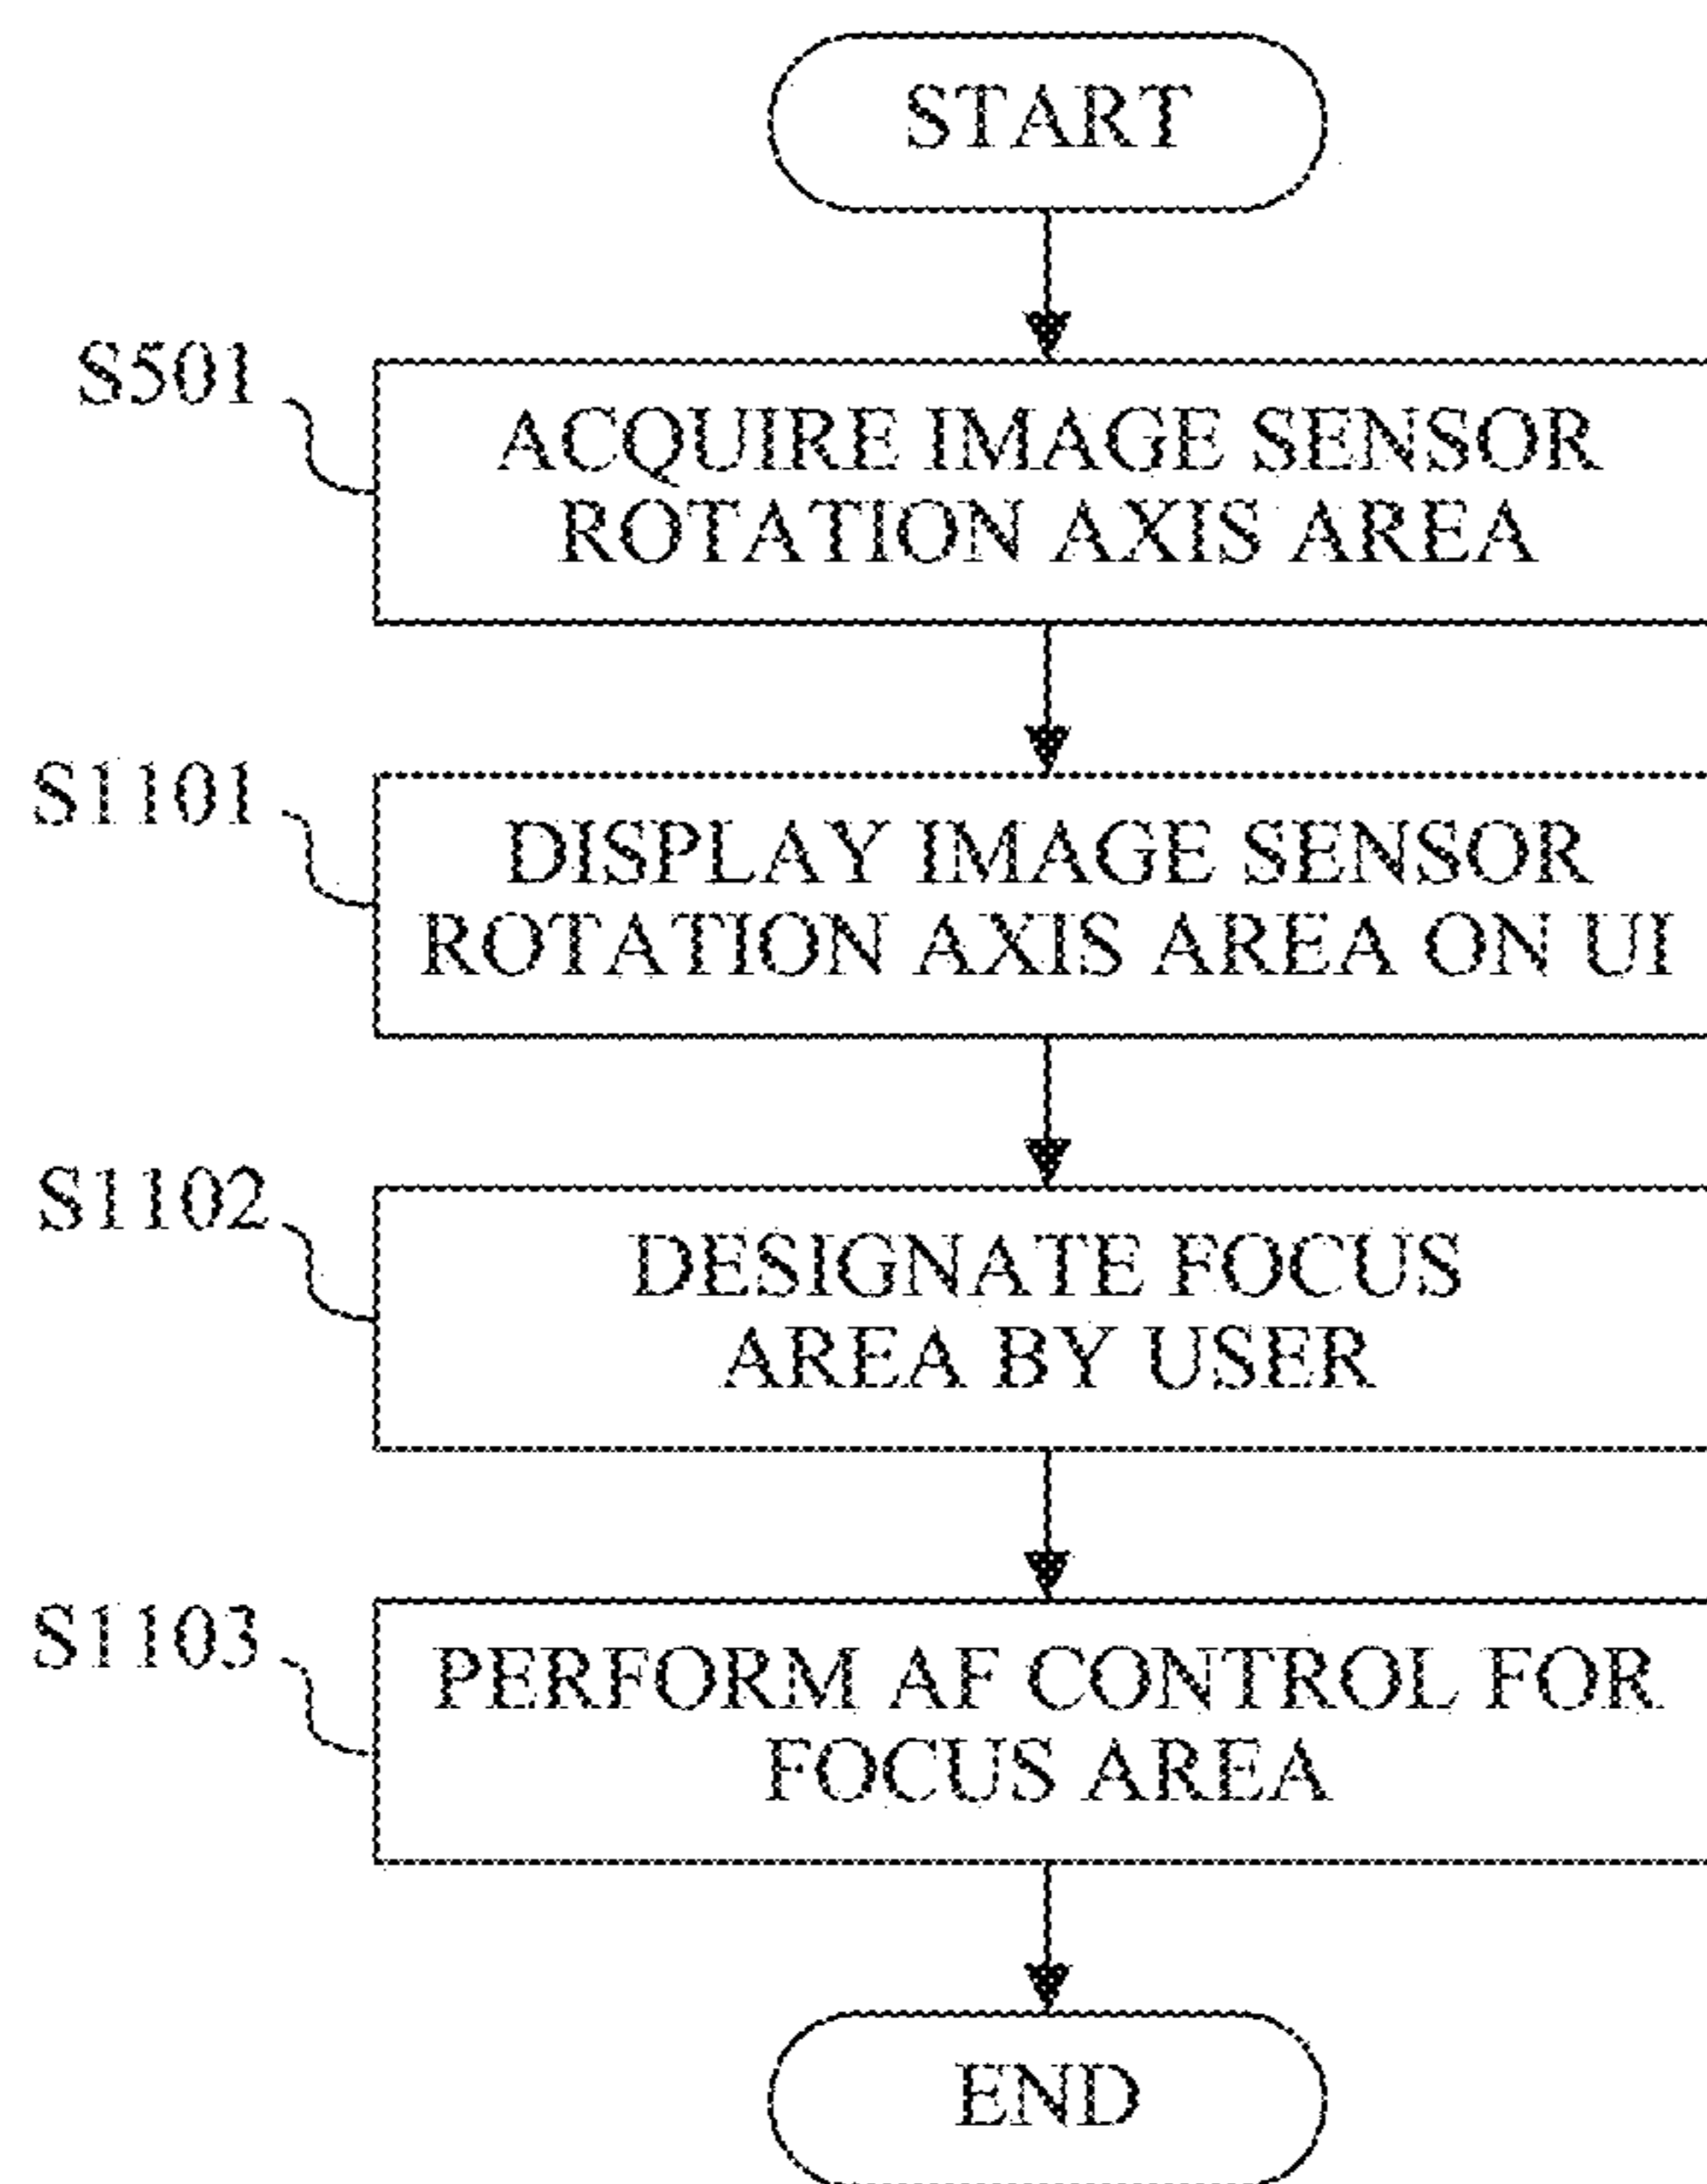 START
S501
ACQUIRE IMAGE SENSOR
ROTATION AXIS AREA
S1101
DISPLAY IMAGE SENSOR
ROTATION AXIS AREA ON UI
S1102
DESIGNATE FOCUS
AREA BY USER
S1103
PERFORM AF CONTROL FOR
FOCUS AREA
END